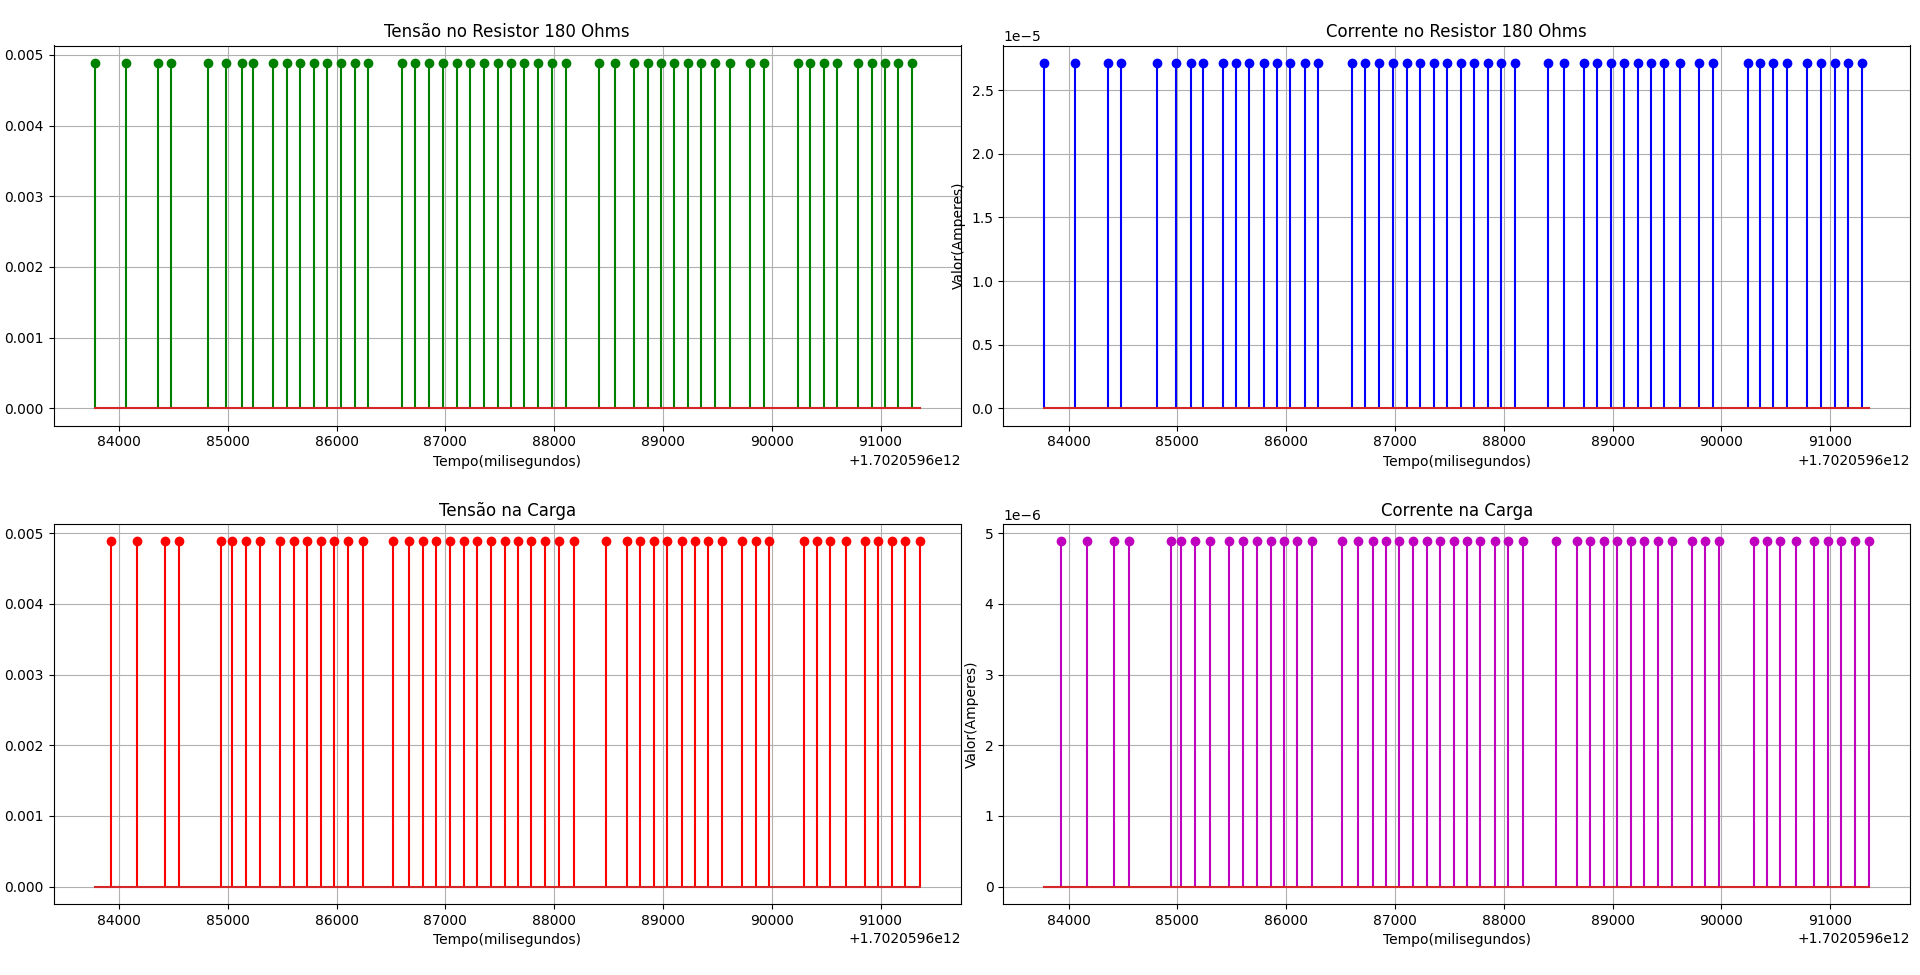 Tensão no Resistor 180 Ohms
0.005
0.004
0.003
0.002
0.001
0.000
84000 85000 86000 87000 88000 89000 90000 91000
Tempo(milisegundos)
+1.7020596e12
Corrente no Resistor 180 Ohms
1e−5
2.5
2.0
1.5
1.0
0.5
0.0
Valor(Amperes)
84000 85000 86000 87000 88000 89000 90000 91000
Tempo(milisegundos)
+1.7020596e12
Tensão na Carga
0.005
0.004
0.003
0.002
0.001
0.000
84000 85000 86000 87000 88000 89000 90000 91000
Tempo(milisegundos)
+1.7020596e12
Corrente na Carga
1e−6
5
4
3
2
1
0
Valor(Amperes)
84000 85000 86000 87000 88000 89000 90000 91000
Tempo(milisegundos)
+1.7020596e12